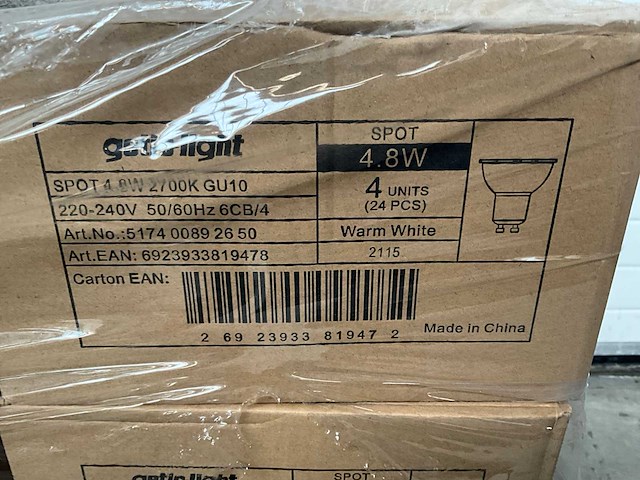 getinlight
SPOT 4.8W 2700K GU10
220-240V 50/60Hz 6CB/4
Art.No.:5174 0089 26 50
Art.EAN: 6923933819478
Carton EAN:
2 69 23933 81947 2
SPOT
4.8W
4 UNITS
(24 PCS)
Warm White
2115
Made in China
getinlight
SPOT